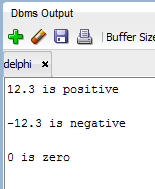 Dbms Output
Buffer Size
delphi ×
12.3 is positive
-12.3 is negative
0 is zero